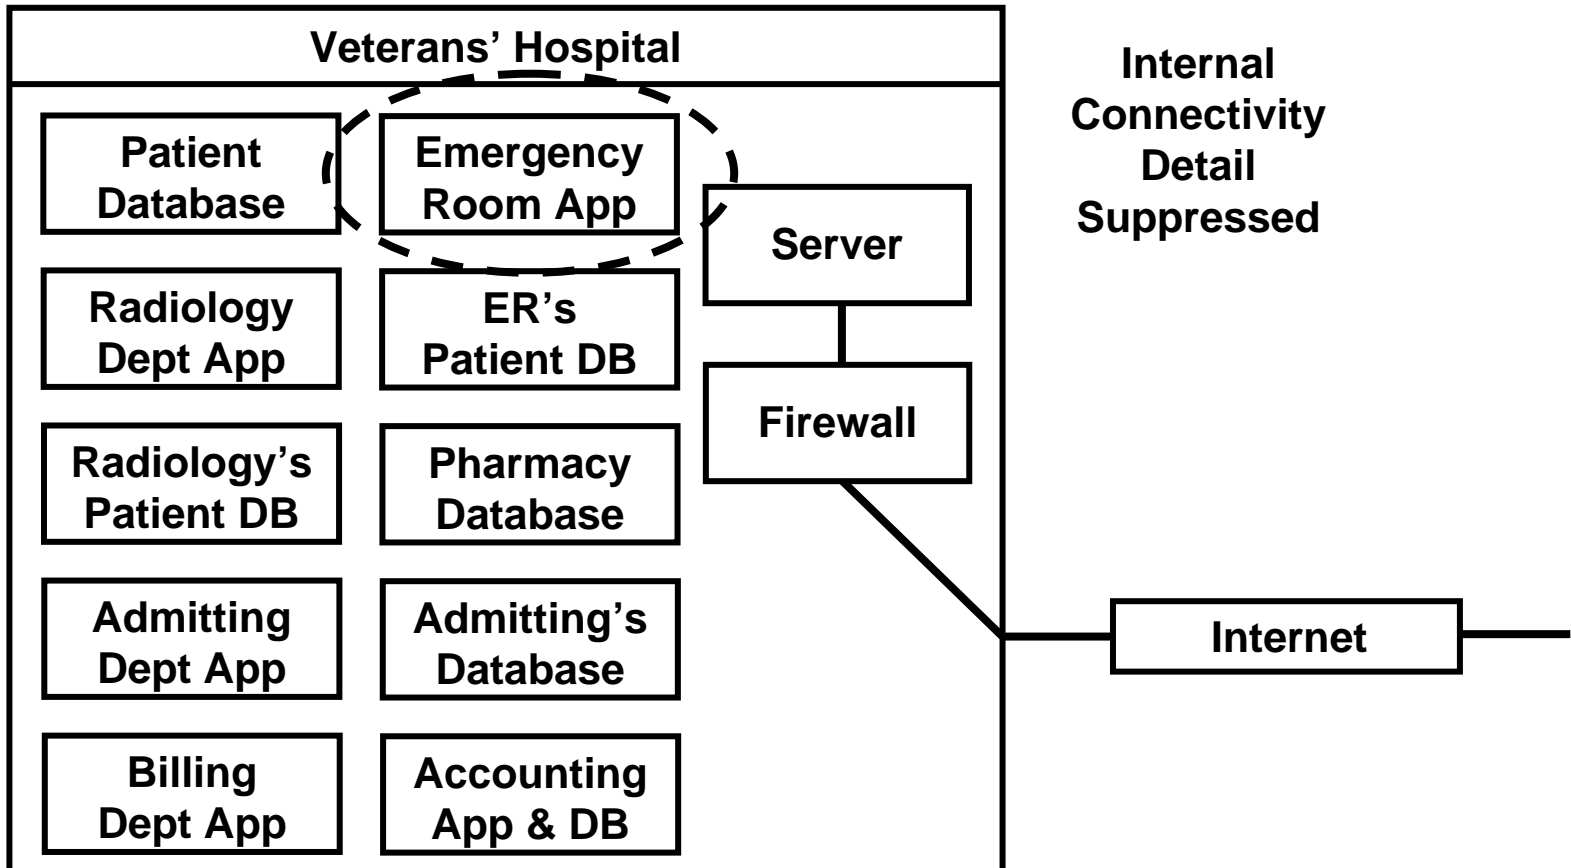 Veterans’ Hospital
Internal
Connectivity
Detail
Suppressed
Patient
Database
Emergency
Room App
Server
Radiology
Dept App
ER’s
Patient DB
Firewall
Radiology’s
Patient DB
Pharmacy
Database
Admitting
Dept App
Admitting’s
Database
Internet
Billing
Dept App
Accounting
App & DB